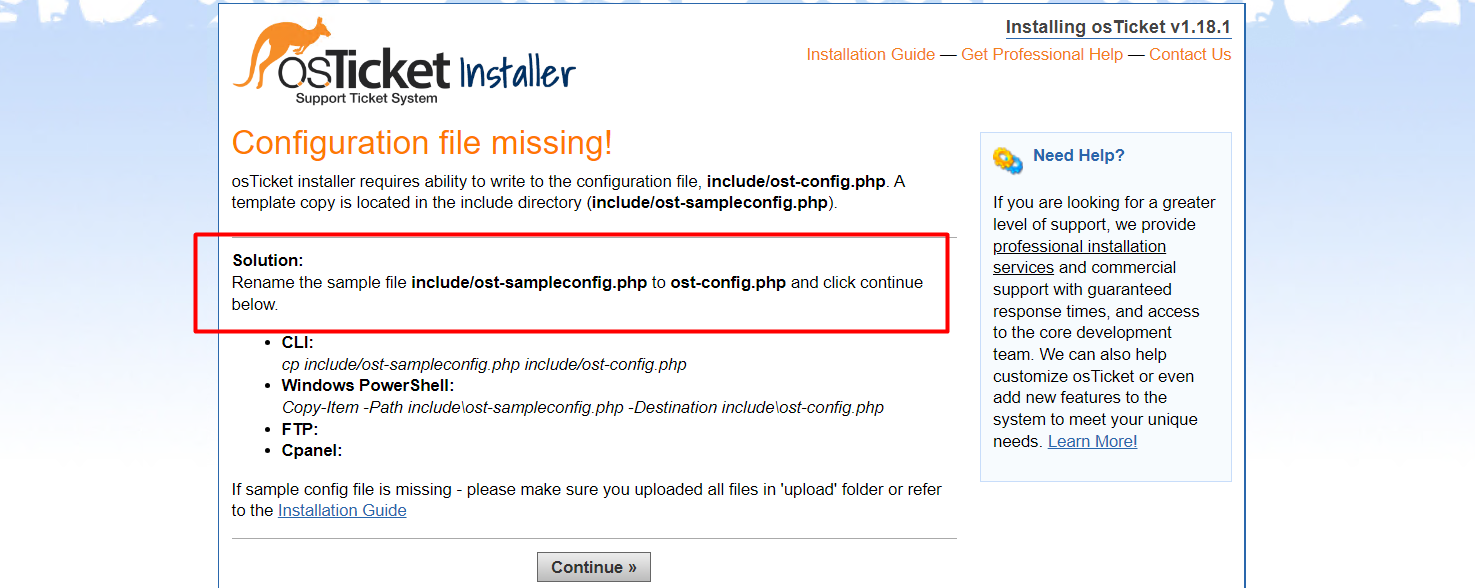 osTicket Installer
Support Ticket System
Installing osTicket v1.18.1
Installation Guide — Get Professional Help — Contact Us
Configuration file missing!
osTicket installer requires ability to write to the configuration file, include/ost-config.php. A
template copy is located in the include directory (include/ost-sampleconfig.php).
Solution:
Rename the sample file include/ost-sampleconfig.php to ost-config.php and click continue
below.
• CLI:
cp include/ost-sampleconfig.php include/ost-config.php
• Windows PowerShell:
Copy-Item -Path include\ost-sampleconfig.php -Destination include\ost-config.php
• FTP:
• Cpanel:
If sample config file is missing - please make sure you uploaded all files in 'upload' folder or refer
to the Installation Guide
Continue »
Need Help?
If you are looking for a greater
level of support, we provide
professional installation
services and commercial
support with guaranteed
response times, and access
to the core development
team. We can also help
customize osTicket or even
add new features to the
system to meet your unique
needs. Learn More!